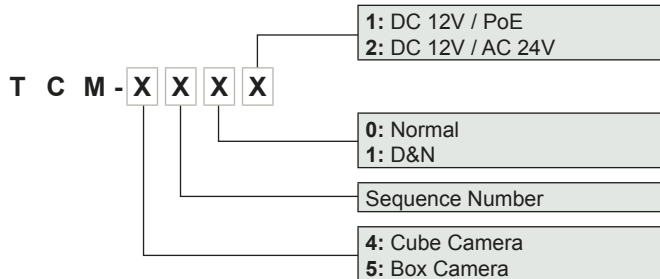 1: DC 12V / PoE
2: DC 12V / AC 24V
T C M - X X X X
0: Normal
1: D&N
Sequence Number
4: Cube Camera
5: Box Camera